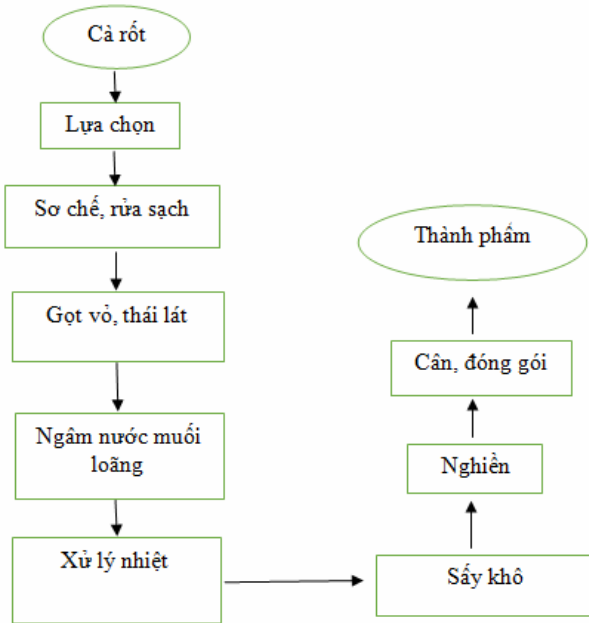 Cà rốt
Lựa chọn
Sơ chế, rửa sạch
Gọt vỏ, thái lát
Ngâm nước muối
loãng
Xử lý nhiệt
Sấy khô
Nghiền
Cân, đóng gói
Thành phẩm